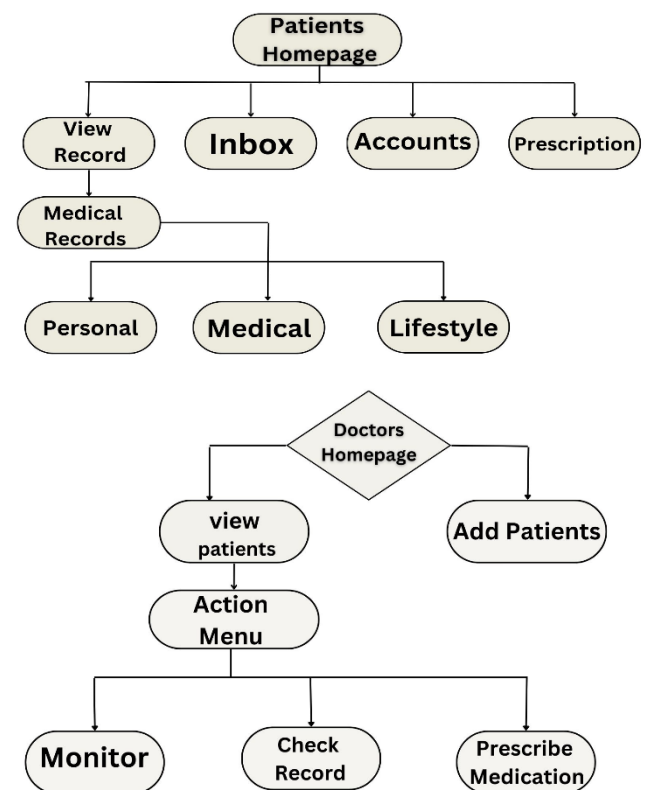 Patients
Homepage
View
Record
Inbox
Accounts
Prescription
Medical
Records
Personal
Medical
Lifestyle
Doctors
Homepage
view
patients
Add Patients
Action
Menu
Monitor
Check
Record
Prescribe
Medication